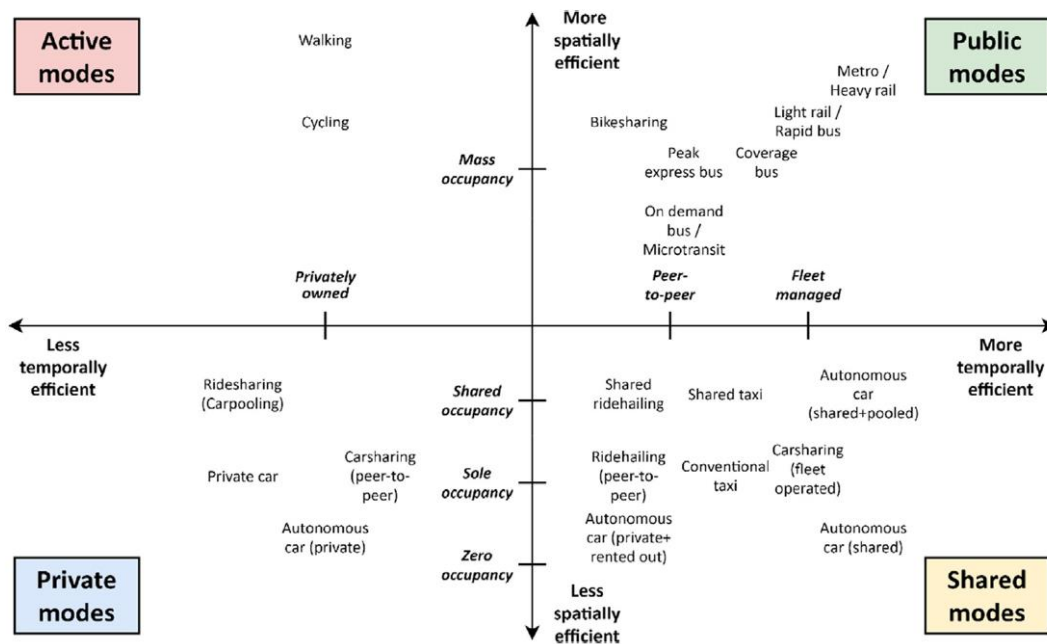 Active
modes
Walking
Cycling
More
spatially
efficient
Public
modes
Metro /
Heavy rail
Light rail /
Rapid bus
Bikesharing
Peak
express bus
Coverage
bus
Mass
occupancy
On demand
bus /
Microtransit
Privately
owned
Peer-
to-peer
Fleet
managed
Less
temporally
efficient
More
temporally
efficient
Ridesharing
(Carpooling)
Shared
occupancy
Shared
ridehailing
Shared taxi
Autonomous
car
(shared+pooled)
Private car
Carsharing
(peer-to-
peer)
Sole
occupancy
Ridehailing
(peer-to-
peer)
Conventional
taxi
Carsharing
(fleet
operated)
Autonomous
car (private)
Autonomous
car (private+
rented out)
Autonomous
car (shared)
Zero
occupancy
Private
modes
Less
spatially
efficient
Shared
modes